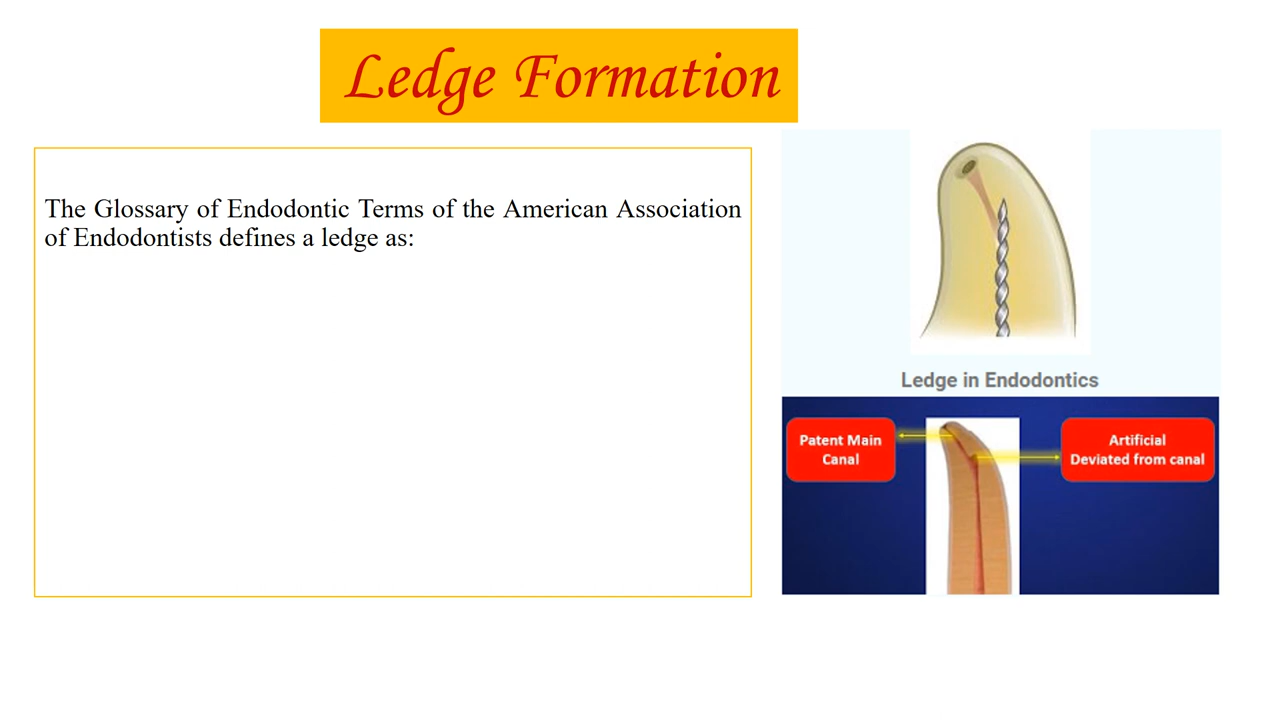 Ledge Formation
The Glossary of Endodontic Terms of the American Association
of Endodontists defines a ledge as:
Ledge in Endodontics
Patent Main
Canal
Artificial
Deviated from canal